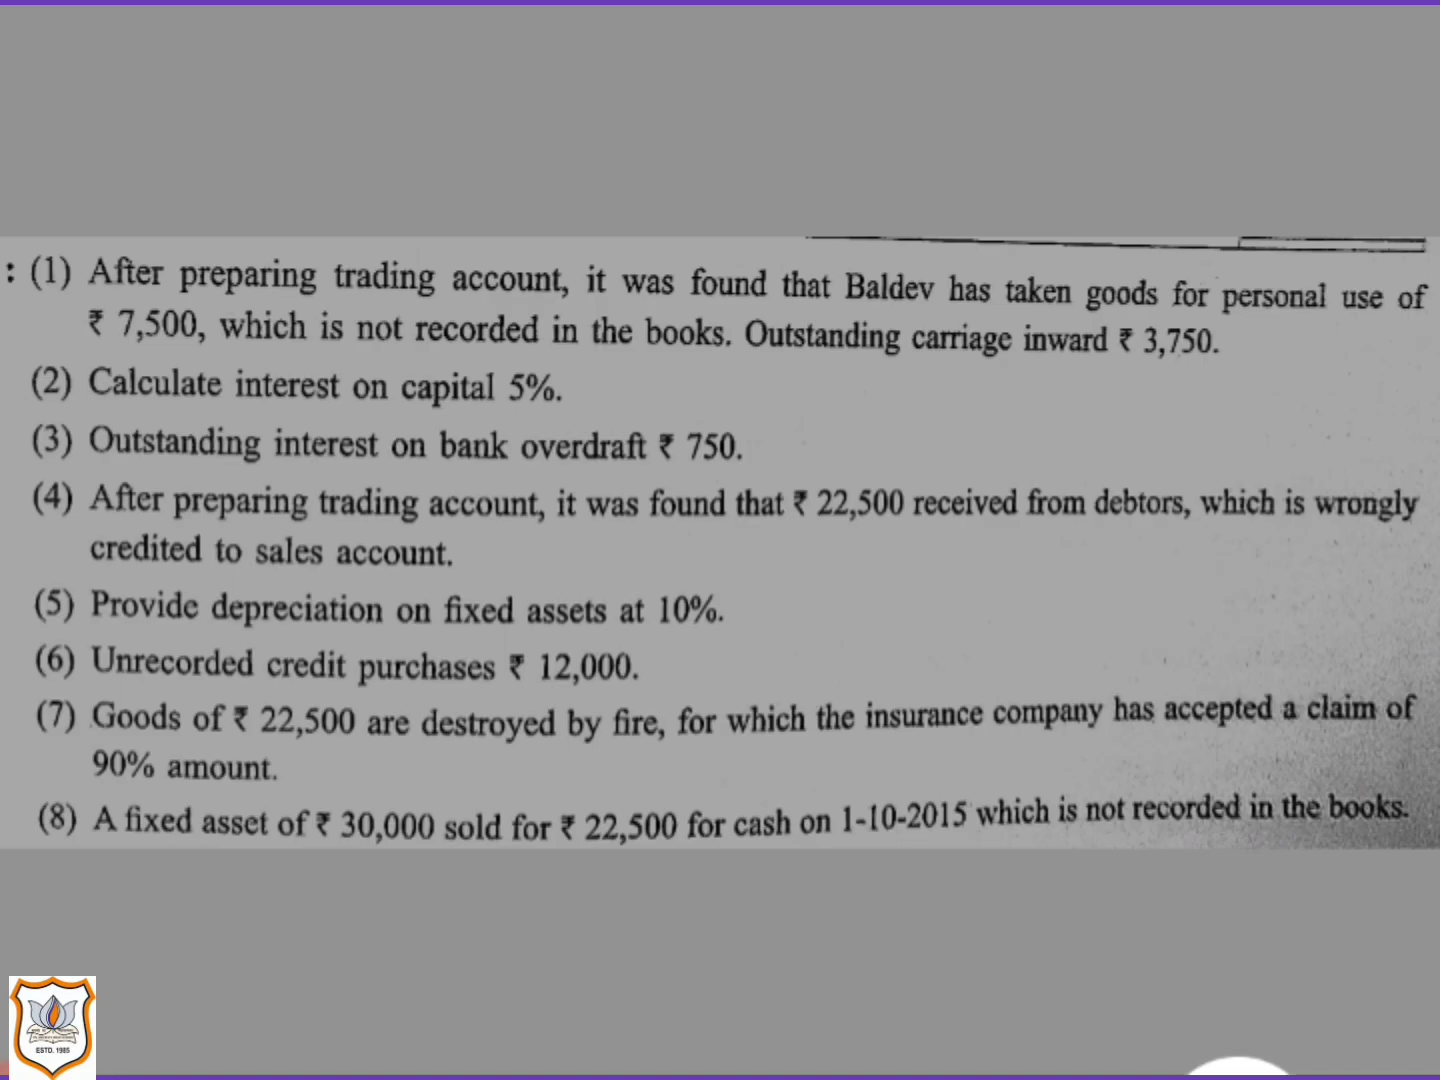 : (1) After preparing trading account, it was found that Baldev has taken goods for personal use of
₹ 7,500, which is not recorded in the books. Outstanding carriage inward ₹ 3,750.
(2) Calculate interest on capital 5%.
(3) Outstanding interest on bank overdraft ₹ 750.
(4) After preparing trading account, it was found that ₹ 22,500 received from debtors, which is wrongly
credited to sales account.
(5) Provide depreciation on fixed assets at 10%.
(6) Unrecorded credit purchases ₹ 12,000.
(7) Goods of ₹ 22,500 are destroyed by fire, for which the insurance company has accepted a claim of
90% amount.
(8) A fixed asset of ₹ 30,000 sold for ₹ 22,500 for cash on 1-10-2015 which is not recorded in the books.
ESTD. 1985